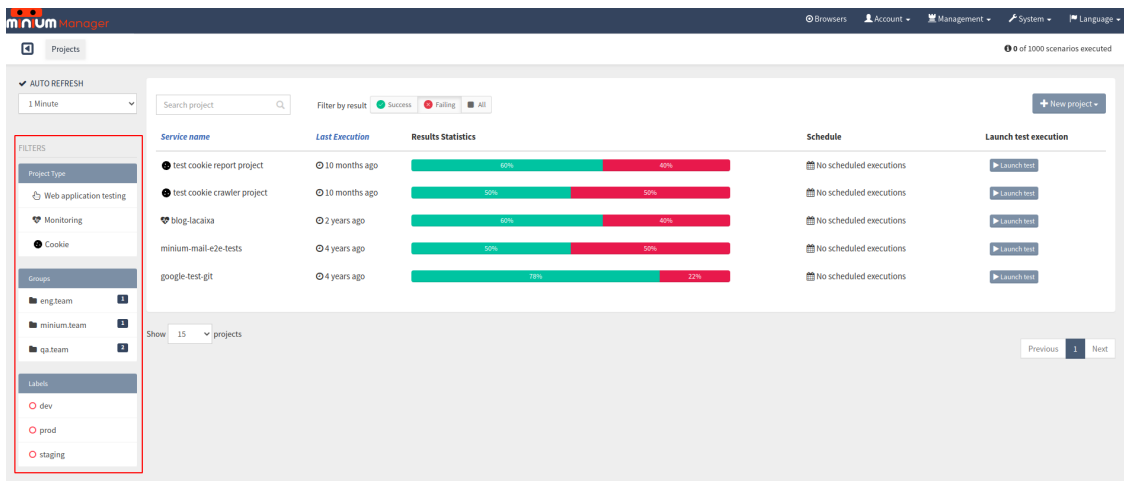 minium Manager
Browsers Account Management System Language
Projects
0 of 1000 scenarios executed
AUTO REFRESH
1 Minute
FILTERS
Project Type
Web application testing
Monitoring
Cookie
Groups
eng.team 1
minium.team 1
qa.team 2
Labels
dev
prod
staging
Search project
Filter by result Success Failing All
New project
Service name Last Execution Results Statistics Schedule Launch test execution
test cookie report project 10 months ago 60% 40% No scheduled executions Launch test
test cookie crawler project 10 months ago 50% 50% No scheduled executions Launch test
blog-lacaixa 2 years ago 60% 40% No scheduled executions Launch test
minium-mail-e2e-tests 4 years ago 50% 50% No scheduled executions Launch test
google-test-git 4 years ago 78% 22% No scheduled executions Launch test
Show 15 projects
Previous 1 Next